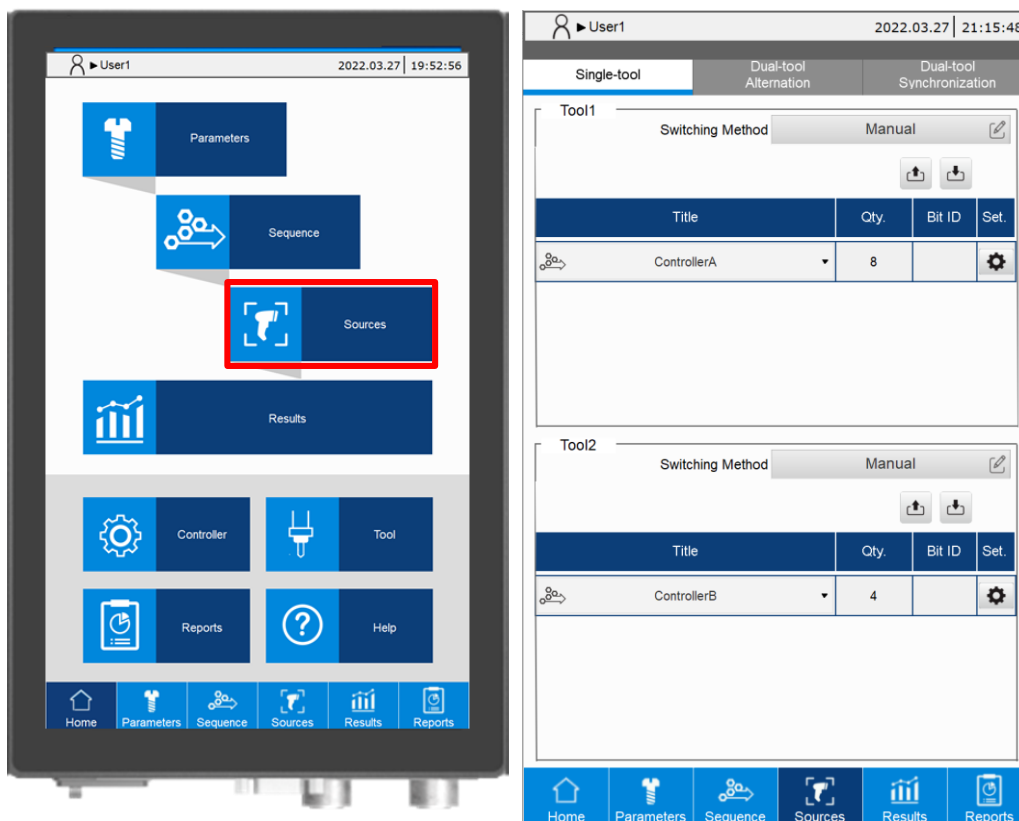 ►User1 2022.03.27 19:52:56
Parameters
Sequence
Sources
Results
Controller
Tool
Reports
Help
Home Parameters Sequence Sources Results Reports
►User1 2022.03.27 21:15:48
Single-tool
Dual-tool
Alternation
Dual-tool
Synchronization
Tool1
Switching Method Manual
Title Qty. Bit ID Set.
ControllerA 8
Tool2
Switching Method Manual
Title Qty. Bit ID Set.
ControllerB 4
Home Parameters Sequence Sources Results Reports